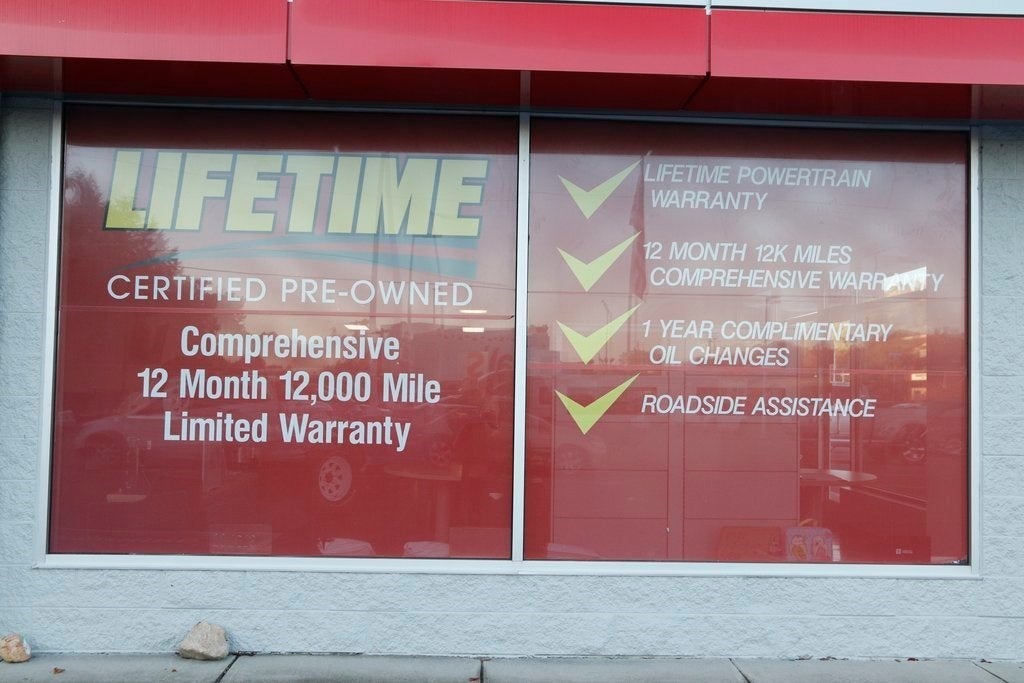 LIFETIME
CERTIFIED PRE-OWNED
Comprehensive
12 Month 12,000 Mile
Limited Warranty
LIFETIME POWERTRAIN
WARRANTY
12 MONTH 12K MILES
COMPREHENSIVE WARRANTY
1 YEAR COMPLIMENTARY
OIL CHANGES
ROADSIDE ASSISTANCE